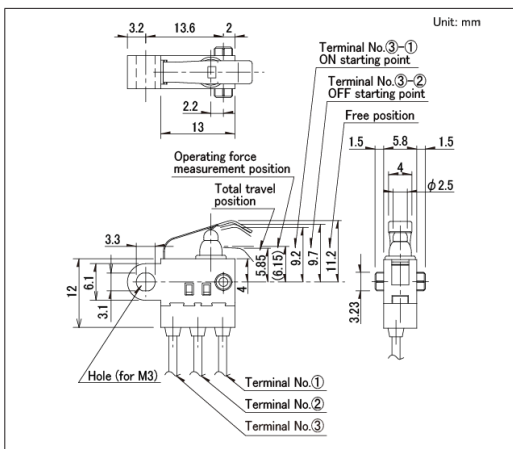 Unit: mm
3.2
13.6
2
2.2
13
Terminal No.③-①
ON starting point
Terminal No.③-②
OFF starting point
Free position
Operating force
measurement position
Total travel
position
1.5
5.8
1.5
4
φ2.5
3.3
12
6.1
3.1
4
5.85
(6.15)
9.2
9.7
11.2
3.23
Hole (for M3)
Terminal No.①
Terminal No.②
Terminal No.③